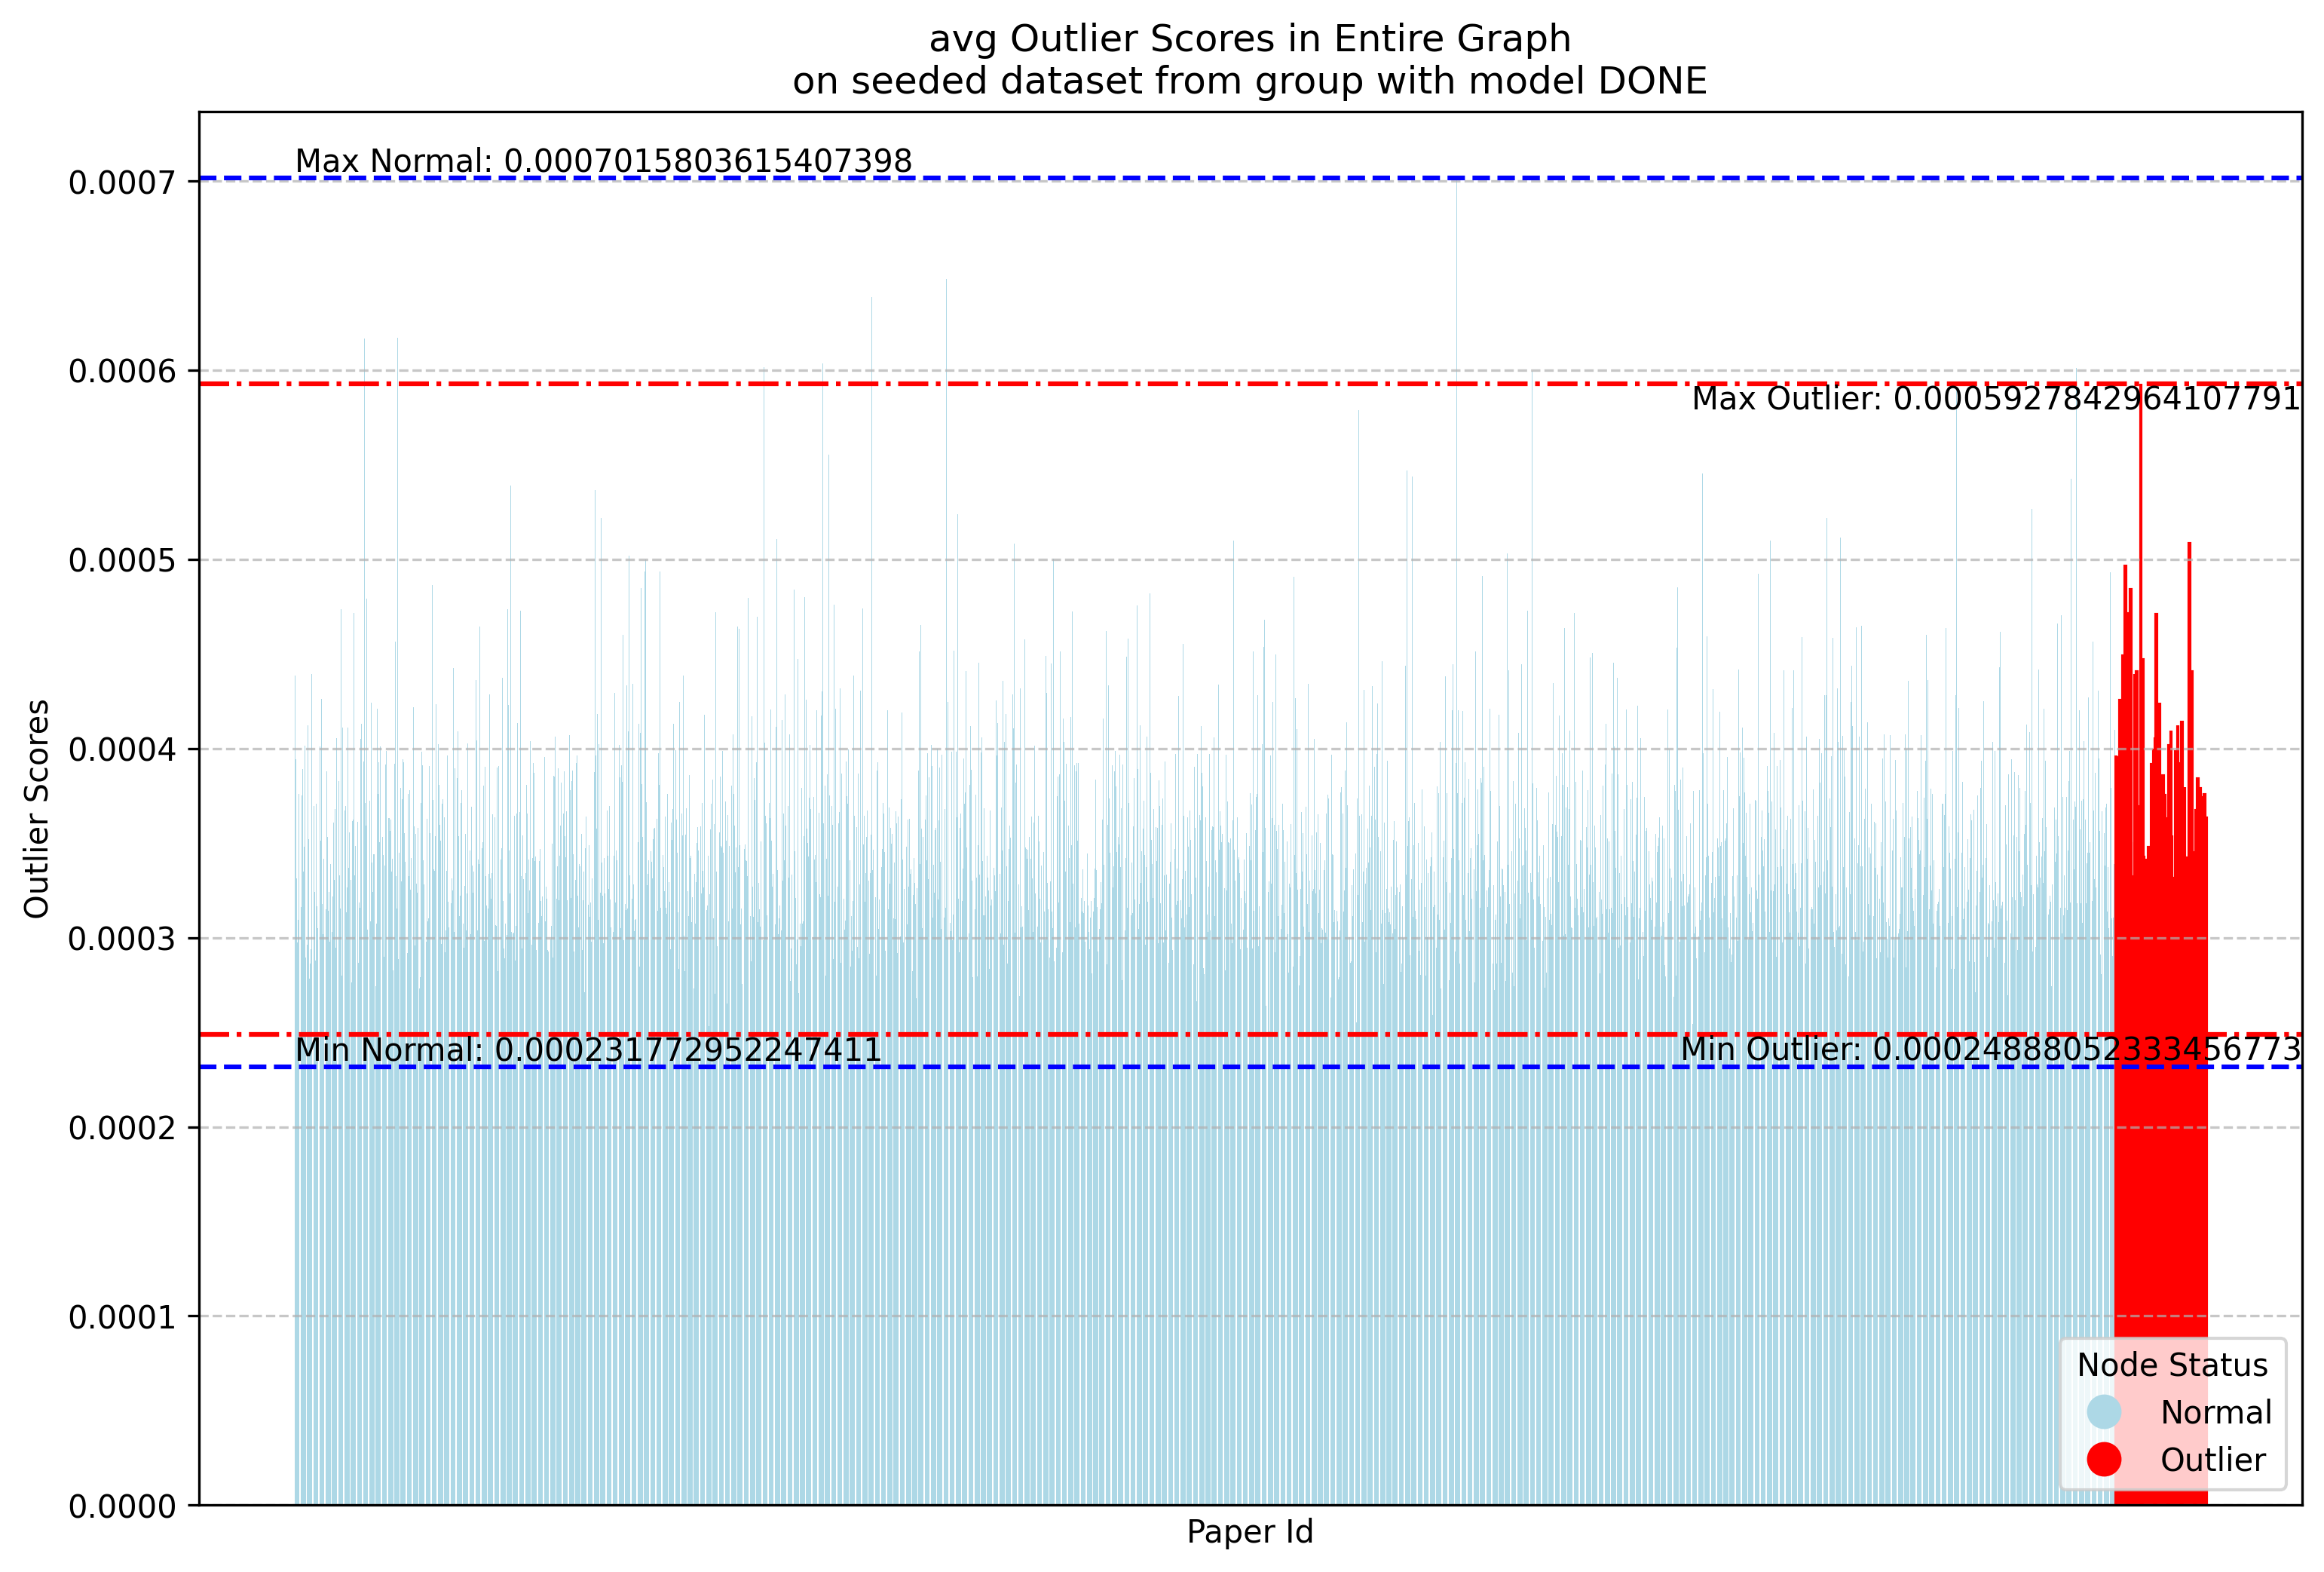 avg Outlier Scores in Entire Graph
on seeded dataset from group with model DONE
Max Normal: 0.0007015803615407398
0.0007
0.0006
Max Outlier: 0.0005927842964107791
0.0005
0.0004
Outlier Scores
0.0003
Min Normal: 0.000231772952247411
Min Outlier: 0.00024888052333456773
0.0002
0.0001
Node Status
Normal
Outlier
0.0000
Paper Id